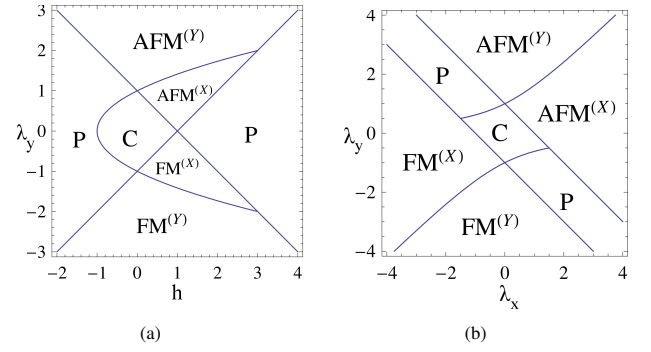 3
2
1
0
−1
−2
−3
λy
−2 −1 0 1 2 3 4
h
AFM(Y)
AFM(X)
P C P
FM(X)
FM(Y)
(a)
4
2
0
−2
−4
λy
−4 −2 0 2 4
λx
AFM(Y)
P
AFM(X)
C
FM(X)
P
FM(Y)
(b)